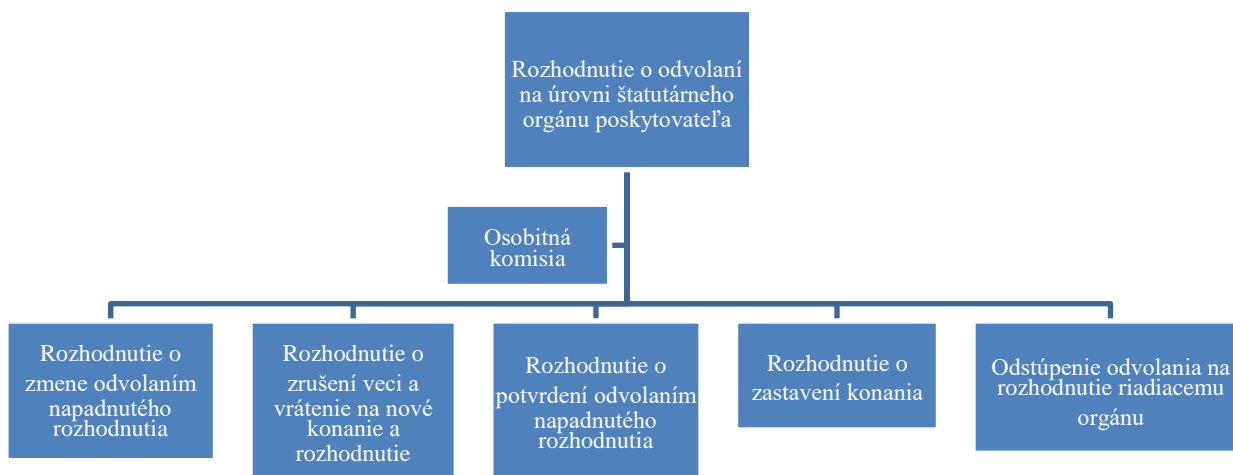 Rozhodnutie o odvolaní
na úrovni štatutárneho
orgánu poskytovateľa
Osobitná
komisia
Rozhodnutie o
zmene odvolaním
napadnutého
rozhodnutia
Rozhodnutie o
zrušení veci a
vrátenie na nové
konanie a
rozhodnutie
Rozhodnutie o
potvrdení odvolaním
napadnutého
rozhodnutia
Rozhodnutie o
zastavení konania
Odstúpenie odvolania na
rozhodnutie riadiacemu
orgánu